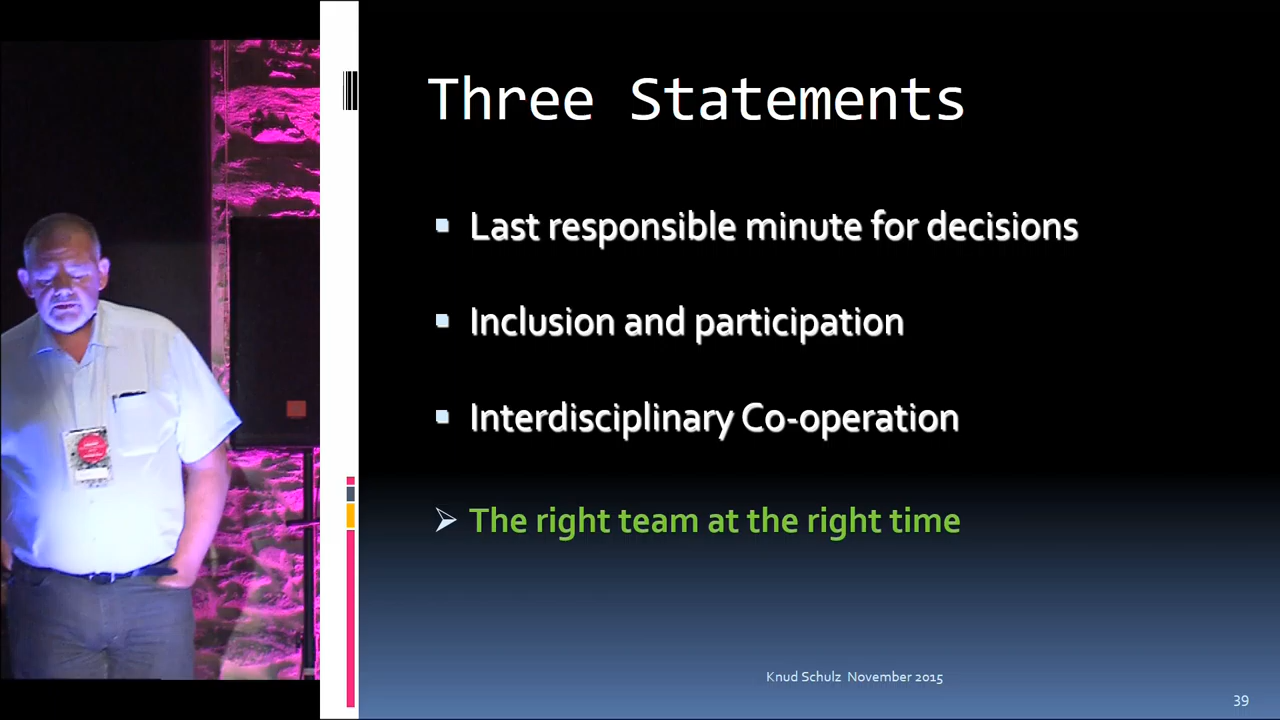 Three Statements
Last responsible minute for decisions
Inclusion and participation
Interdisciplinary Co-operation
The right team at the right time
Knud Schulz November 2015
39